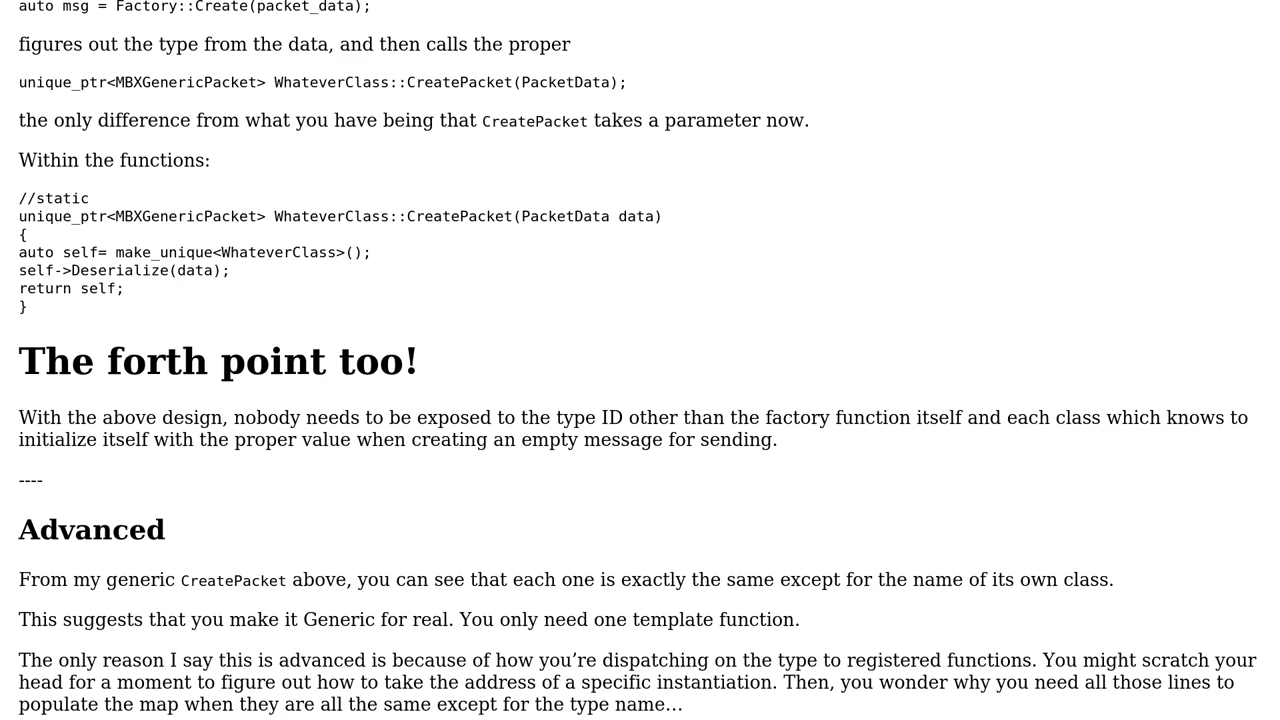 auto msg = Factory::Create(packet_data);
figures out the type from the data, and then calls the proper
unique_ptr<MBXGenericPacket> WhateverClass::CreatePacket(PacketData);
the only difference from what you have being that CreatePacket takes a parameter now.
Within the functions:
//static
unique_ptr<MBXGenericPacket> WhateverClass::CreatePacket(PacketData data)
{
auto self= make_unique<WhateverClass>();
self->Deserialize(data);
return self;
}
The forth point too!
With the above design, nobody needs to be exposed to the type ID other than the factory function itself and each class which knows to
initialize itself with the proper value when creating an empty message for sending.
----
Advanced
From my generic CreatePacket above, you can see that each one is exactly the same except for the name of its own class.
This suggests that you make it Generic for real. You only need one template function.
The only reason I say this is advanced is because of how you’re dispatching on the type to registered functions. You might scratch your
head for a moment to figure out how to take the address of a specific instantiation. Then, you wonder why you need all those lines to
populate the map when they are all the same except for the type name…